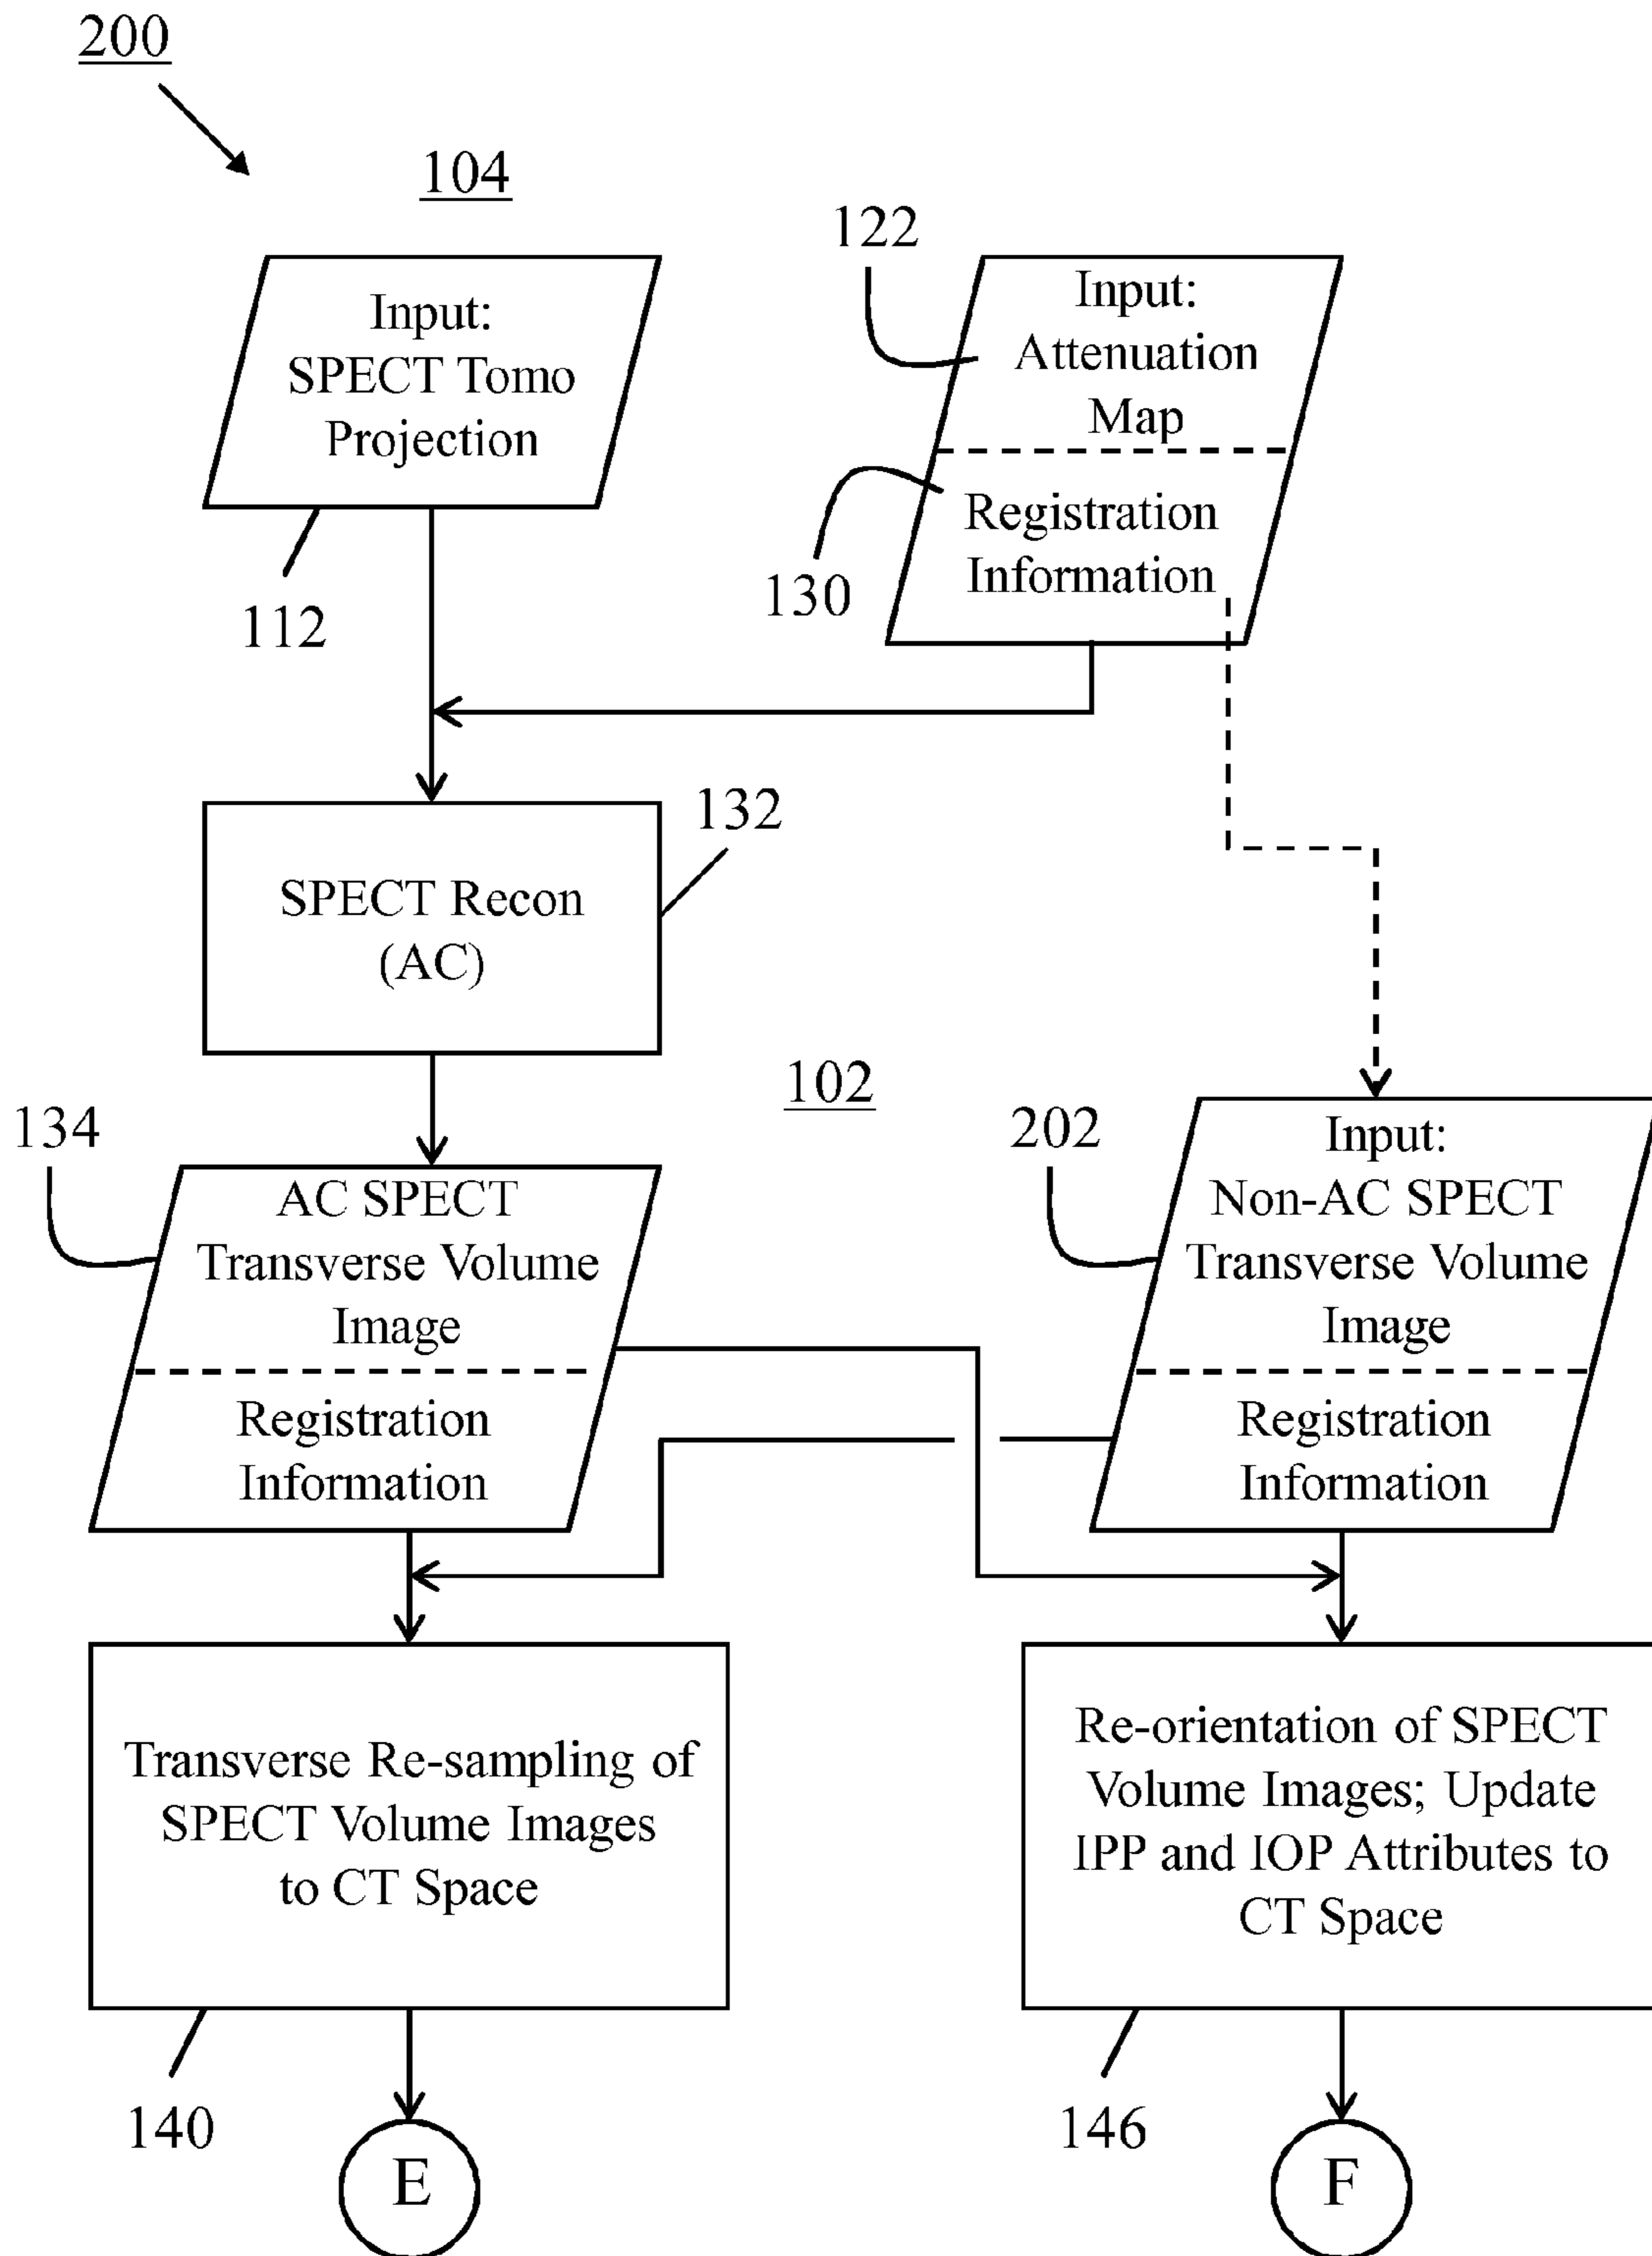 200
104
122
Input:
SPECT Tomo
Projection
Input:
Attenuation
Map
Registration
Information
130
112
132
SPECT Recon
(AC)
102
134
AC SPECT
Transverse Volume
Image
Registration
Information
202
Input:
Non-AC SPECT
Transverse Volume
Image
Registration
Information
Transverse Re-sampling of
SPECT Volume Images
to CT Space
Re-orientation of SPECT
Volume Images; Update
IPP and IOP Attributes to
CT Space
140
146
E
F